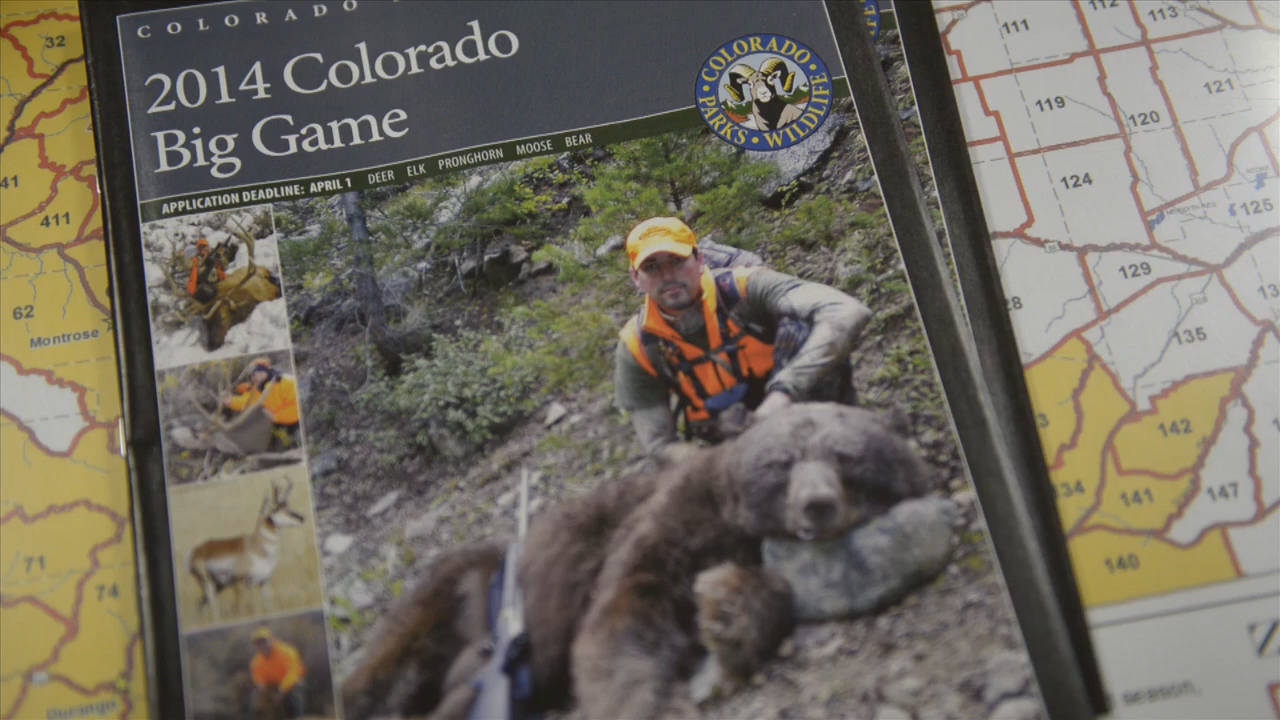 COLORADO
2014 Colorado
Big Game
APPLICATION DEADLINE: APRIL 1 DEER ELK PRONGHORN MOOSE BEAR
COLORADO
PARKS • WILDLIFE
32
41
411
62
Montrose
71
74
Durango
111
112
113
119
120
121
124
125
129
135
142
141
147
140
season,